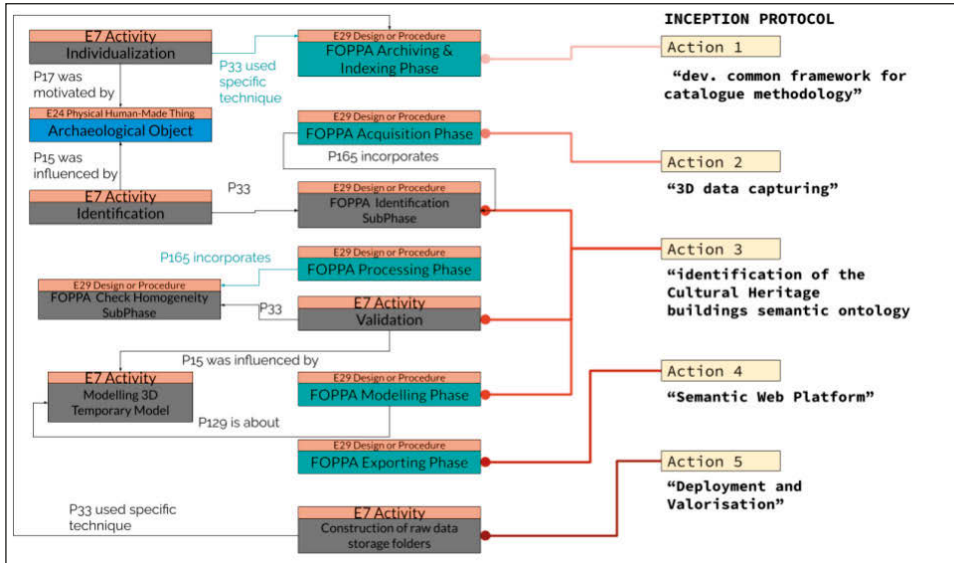 INCEPTION PROTOCOL
E7 Activity
Individualization
E29 Design or Procedure
FOPPA Archiving &
Indexing Phase
Action 1
P17 was
motivated by
P33 used
specific
technique
“dev. common framework for
catalogue methodology”
E24 Physical Human-Made Thing
Archaeological Object
E29 Design or Procedure
FOPPA Acquisition Phase
P165 incorporates
Action 2
P15 was
influenced by
“3D data capturing”
E7 Activity
Identification
P33
E29 Design or Procedure
FOPPA Identification
SubPhase
Action 3
P165 incorporates
E29 Design or Procedure
FOPPA Processing Phase
“identification of the
Cultural Heritage
buildings semantic ontology
E29 Design or Procedure
FOPPA Check Homogeneity
SubPhase
P33
E7 Activity
Validation
P15 was influenced by
Action 4
E7 Activity
Modelling 3D
Temporary Model
E29 Design or Procedure
FOPPA Modelling Phase
“Semantic Web Platform”
P129 is about
E29 Design or Procedure
FOPPA Exporting Phase
Action 5
“Deployment and
Valorisation”
P33 used specific
technique
E7 Activity
Construction of raw data
storage folders